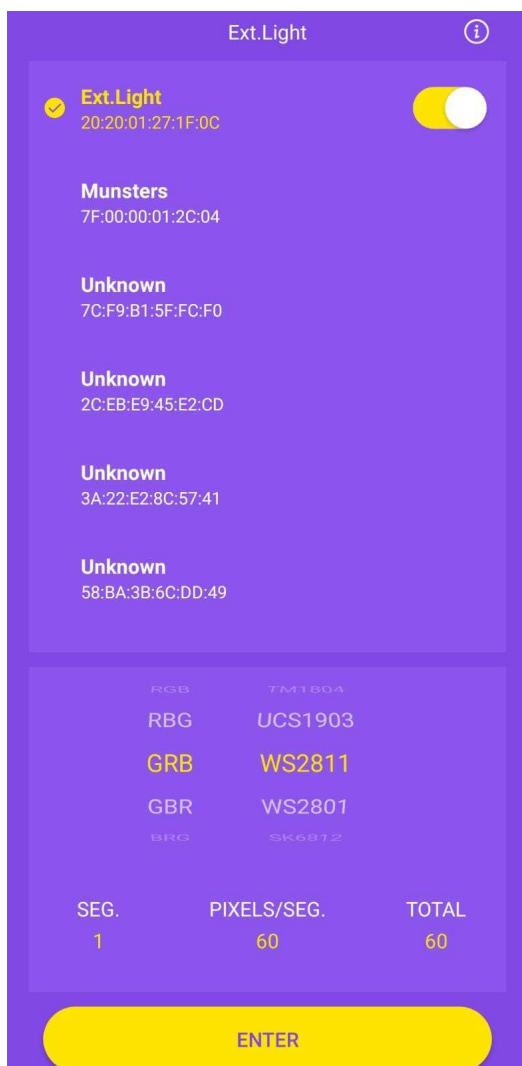 Ext.Light
Ext.Light
20:20:01:27:1F:0C
Munsters
7F:00:00:01:2C:04
Unknown
7C:F9:B1:5F:FC:F0
Unknown
2C:EB:E9:45:E2:CD
Unknown
3A:22:E2:8C:57:41
Unknown
58:BA:3B:6C:DD:49
RGB TM1804
RBG UCS1903
GRB WS2811
GBR WS2801
BRG SK6812
SEG. PIXELS/SEG. TOTAL
1 60 60
ENTER